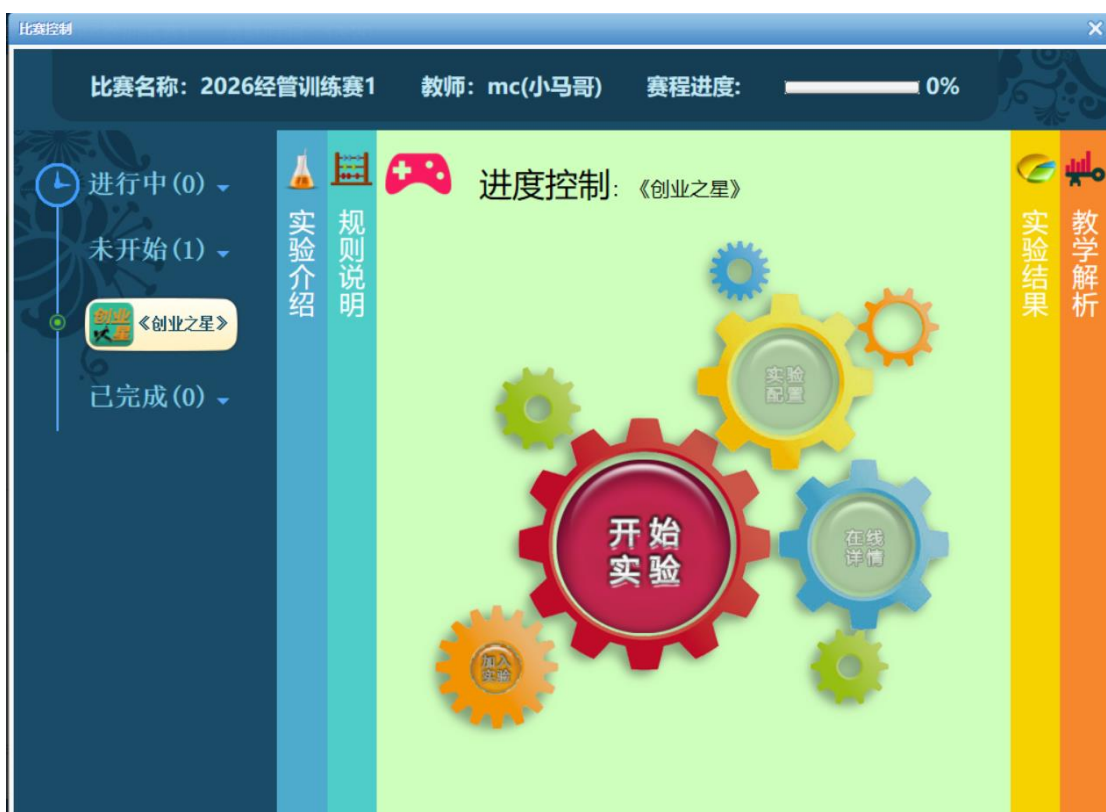 比赛控制
比赛名称：2026经管训练赛1 教师：mc(小马哥) 赛程进度: 0%
进行中(0)
未开始(1)
创业之星
《创业之星》
已完成(0)
实验介绍
规则说明
进度控制：《创业之星》
实验
配置
开始
实验
在线
详情
加入
实验
实验结果
教学解析